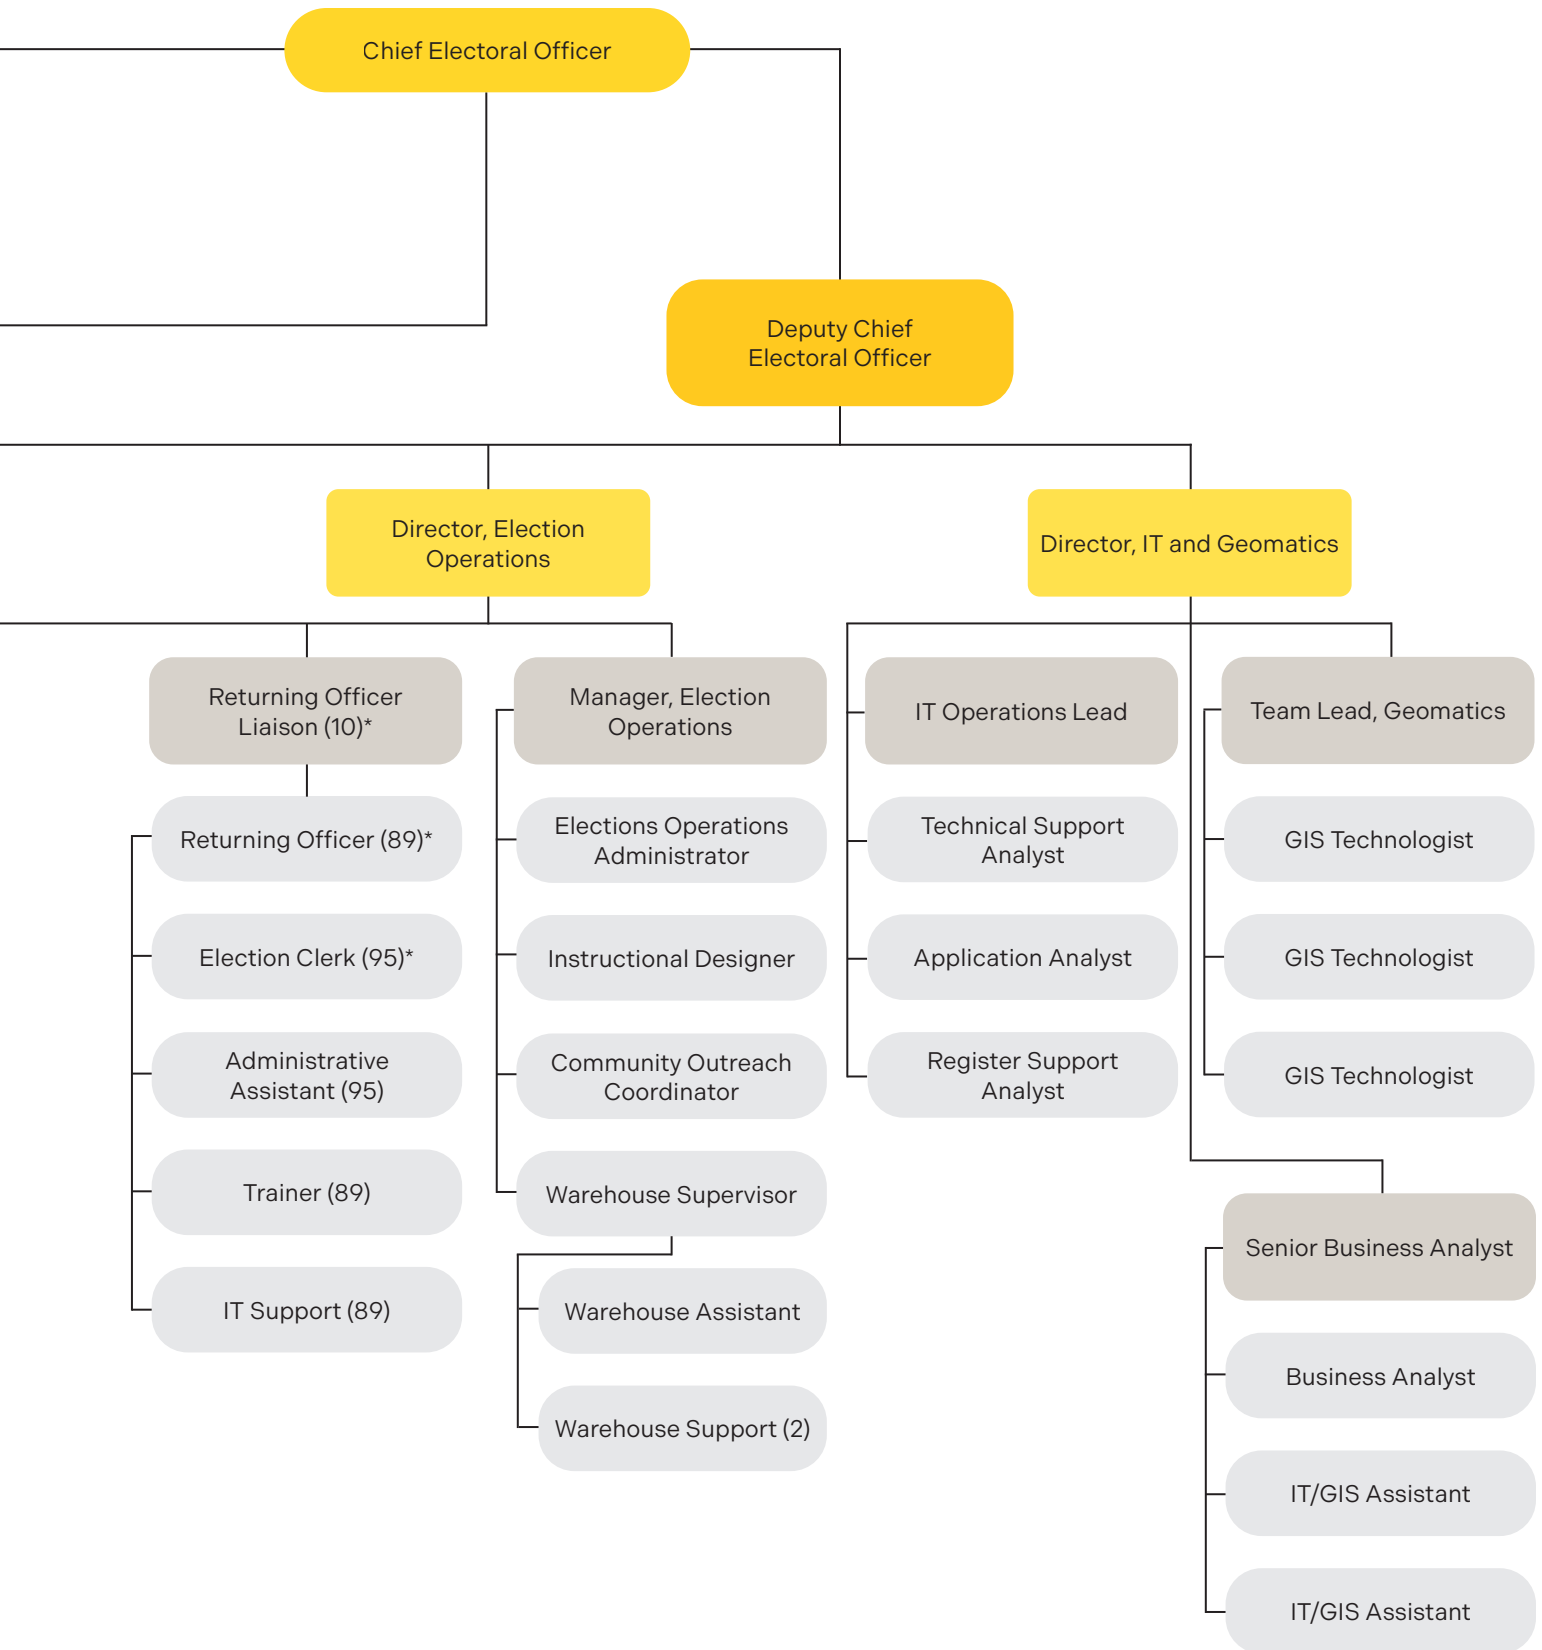 Chief Electoral Officer
Deputy Chief
Electoral Officer
Director, Election
Operations
Director, IT and Geomatics
Returning Officer
Liaison (10)*
Returning Officer (89)*
Election Clerk (95)*
Administrative
Assistant (95)
Trainer (89)
IT Support (89)
Manager, Election
Operations
Elections Operations
Administrator
Instructional Designer
Community Outreach
Coordinator
Warehouse Supervisor
Warehouse Assistant
Warehouse Support (2)
IT Operations Lead
Technical Support
Analyst
Application Analyst
Register Support
Analyst
Team Lead, Geomatics
GIS Technologist
GIS Technologist
GIS Technologist
Senior Business Analyst
Business Analyst
IT/GIS Assistant
IT/GIS Assistant